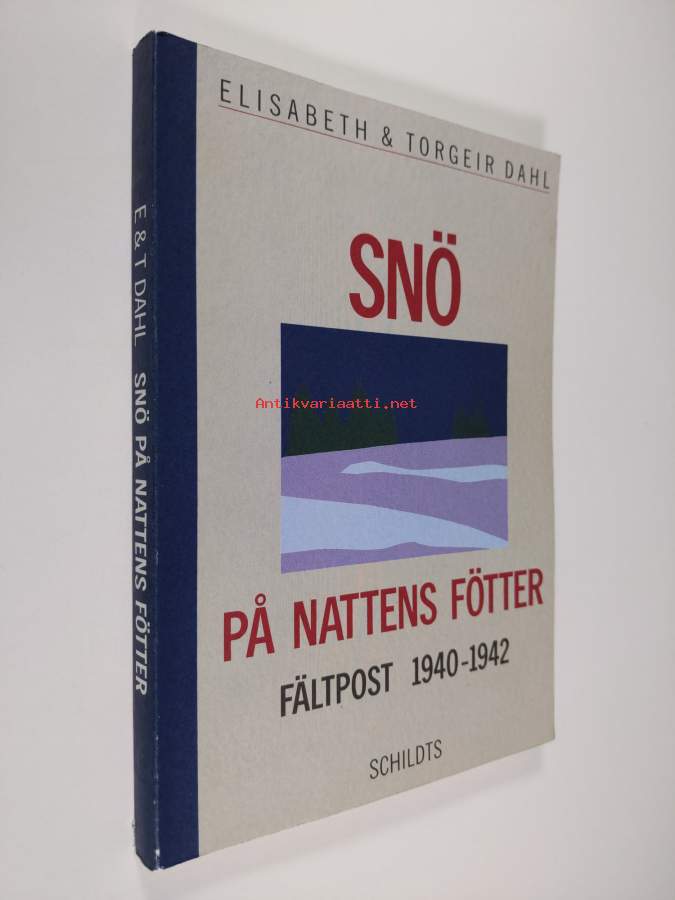 ELISABETH & TORGEIR DAHL
SNÖ
Antikvariaatti.net
PÅ NATTENS FÖTTER
FÄLTPOST 1940-1942
SCHILDTS
E & T DAHL SNÖ PÅ NATTENS FÖTTER